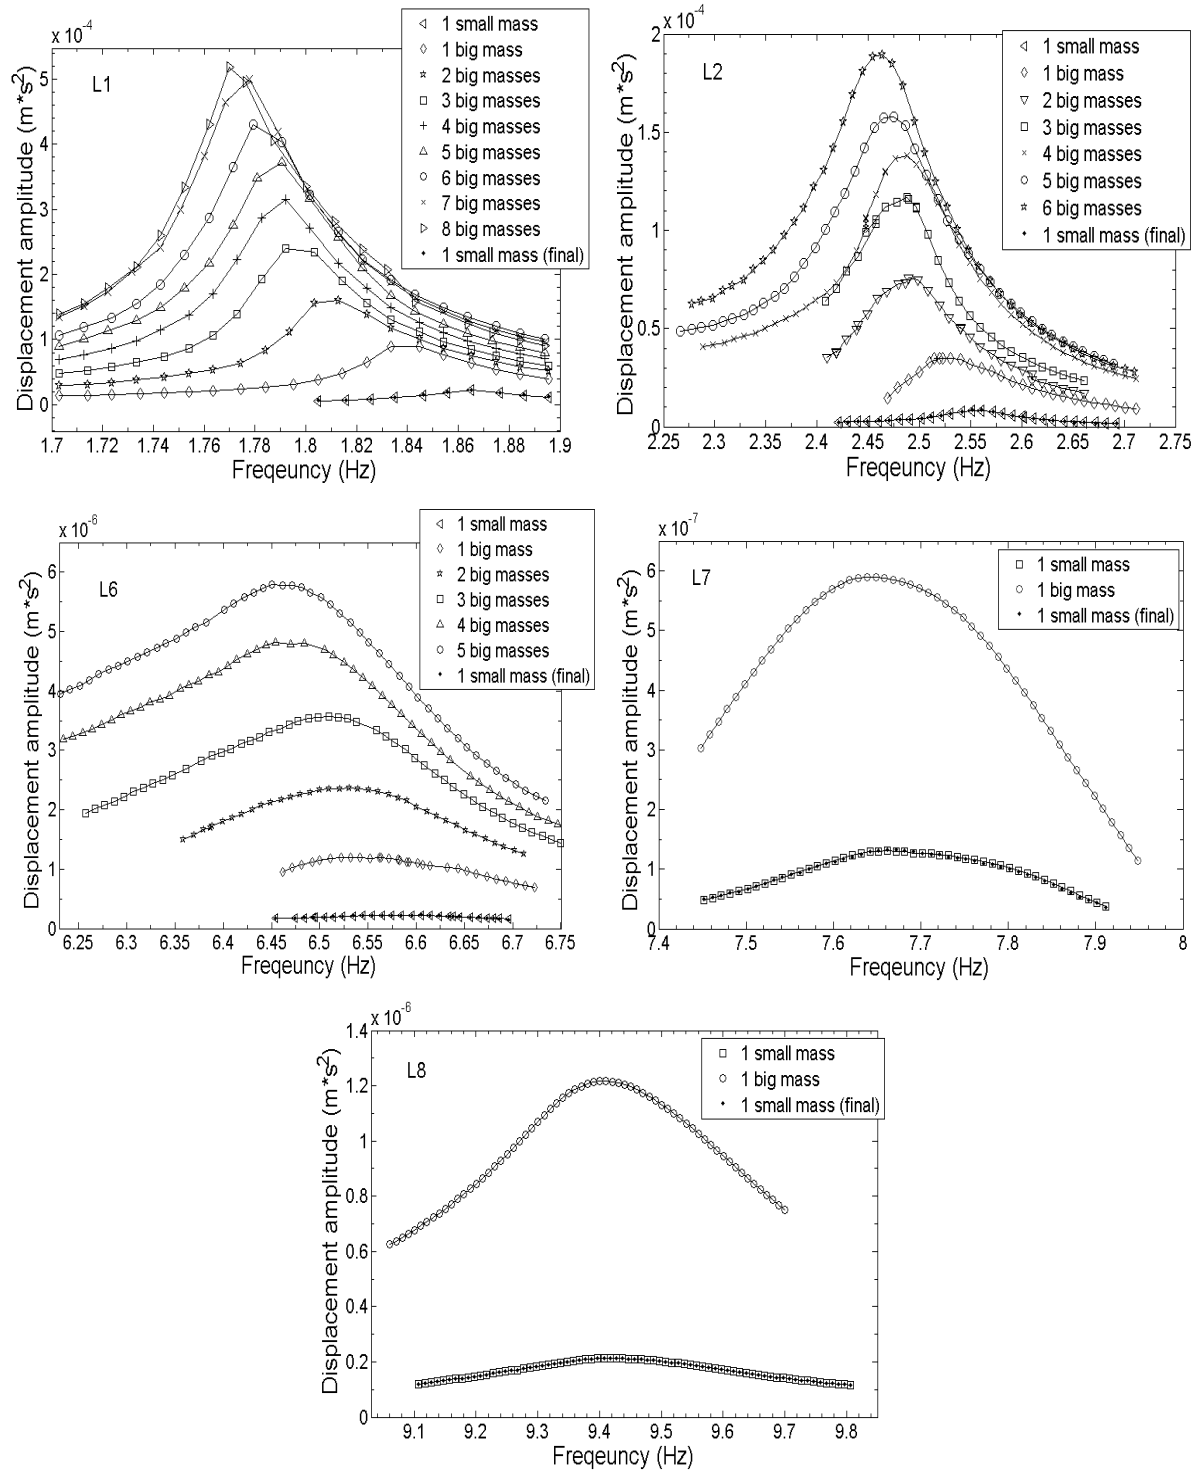 x 10⁻⁴
L1
Displacement amplitude (m*s²)
5
4
3
2
1
0
1.7
1.72
1.74
1.76
1.78
1.8
1.82
1.84
1.86
1.88
1.9
Freqeuncy (Hz)
1 small mass
1 big mass
2 big masses
3 big masses
4 big masses
5 big masses
6 big masses
7 big masses
8 big masses
1 small mass (final)
x 10⁻⁴
L2
Displacement amplitude (m*s²)
2
1.5
1
0.5
0
2.25
2.3
2.35
2.4
2.45
2.5
2.55
2.6
2.65
2.7
2.75
Freqeuncy (Hz)
1 small mass
1 big mass
2 big masses
3 big masses
4 big masses
5 big masses
6 big masses
1 small mass (final)
x 10⁻⁶
L6
Displacement amplitude (m*s²)
6
5
4
3
2
1
0
6.25
6.3
6.35
6.4
6.45
6.5
6.55
6.6
6.65
6.7
6.75
Freqeuncy (Hz)
1 small mass
1 big mass
2 big masses
3 big masses
4 big masses
5 big masses
1 small mass (final)
x 10⁻⁷
L7
Displacement amplitude (m*s²)
6
5
4
3
2
1
0
7.4
7.5
7.6
7.7
7.8
7.9
8
Freqeuncy (Hz)
1 small mass
1 big mass
1 small mass (final)
x 10⁻⁶
L8
Displacement amplitude (m*s²)
1.4
1.2
1
0.8
0.6
0.4
0.2
0
9.1
9.2
9.3
9.4
9.5
9.6
9.7
9.8
Freqeuncy (Hz)
1 small mass
1 big mass
1 small mass (final)